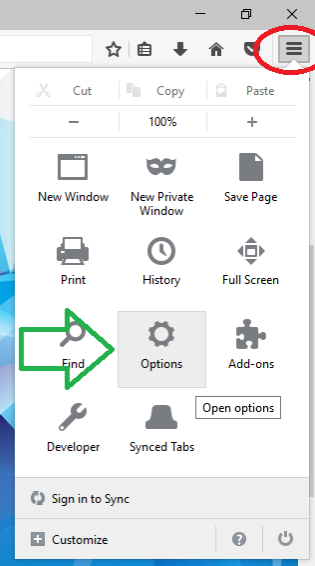 Cut Copy Paste
− 100% +
New Window New Private Window Save Page
Print History Full Screen
Find Options Add-ons
Open options
Developer Synced Tabs
Sign in to Sync
Customize